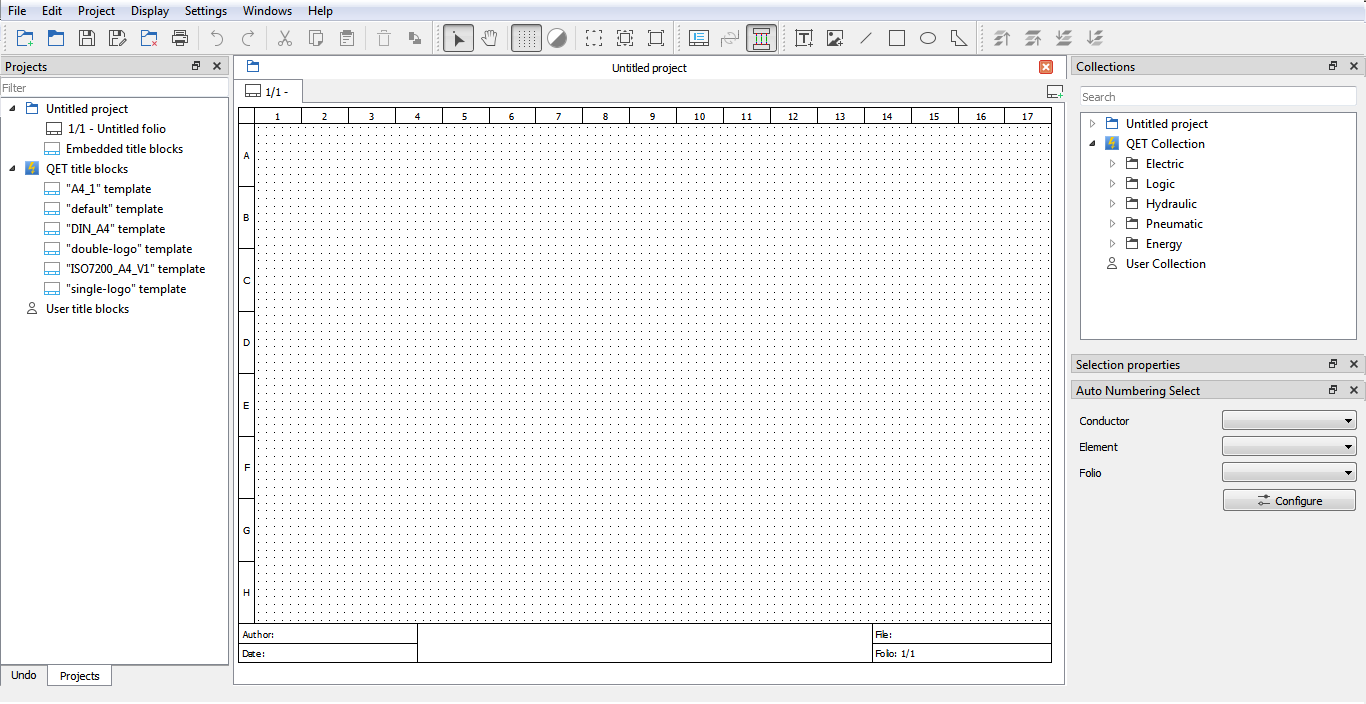 File Edit Project Display Settings Windows Help
Projects
Filter
Untitled project
1/1 - Untitled folio
Embedded title blocks
QET title blocks
"A4_1" template
"default" template
"DIN_A4" template
"double-logo" template
"ISO7200_A4_V1" template
"single-logo" template
User title blocks
Undo Projects
Untitled project
1/1 -
1 2 3 4 5 6 7 8 9 10 11 12 13 14 15 16 17
A
B
C
D
E
F
G
H
Author:
Date:
File:
Folio: 1/1
Collections
Search
Untitled project
QET Collection
Electric
Logic
Hydraulic
Pneumatic
Energy
User Collection
Selection properties
Auto Numbering Select
Conductor
Element
Folio
Configure